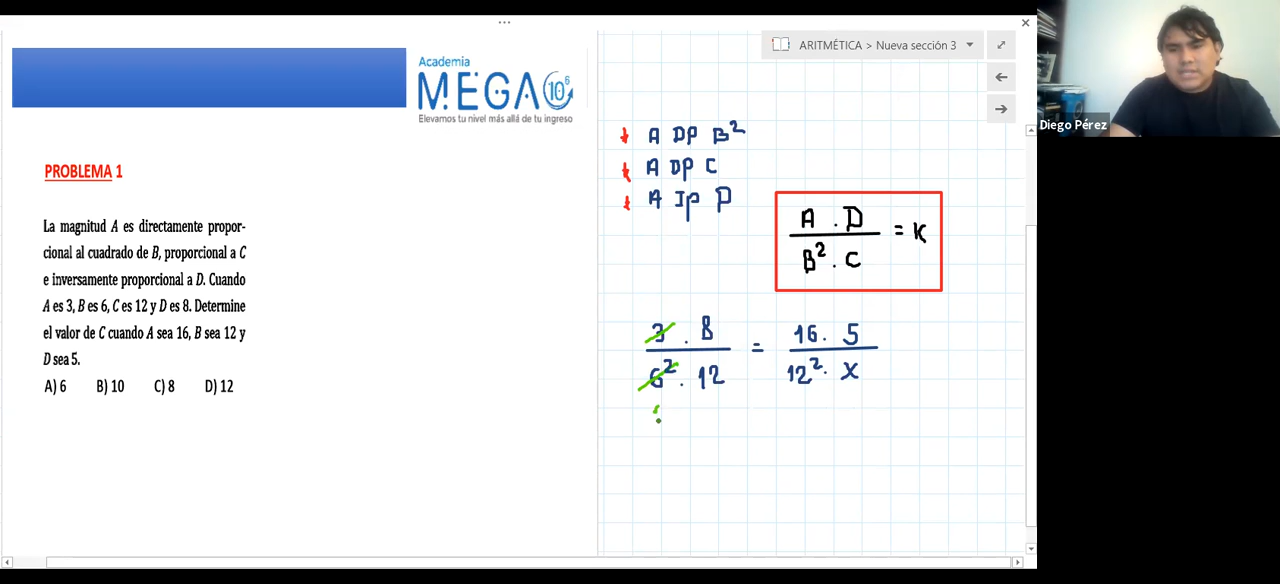 ARITMÉTICA > Nueva sección 3
Academia
MEGA 10⁶
Elevamos tu nivel más allá de tu ingreso
Diego Pérez
PROBLEMA 1
La magnitud A es directamente propor-
cional al cuadrado de B, proporcional a C
e inversamente proporcional a D. Cuando
A es 3, B es 6, C es 12 y D es 8. Determine
el valor de C cuando A sea 16, B sea 12 y
D sea 5.
A) 6 B) 10 C) 8 D) 12
A DP B²
A DP C
A IP D
A . D
= K
B² . C
3 . 8
6² . 12
=
16 . 5
12² . x